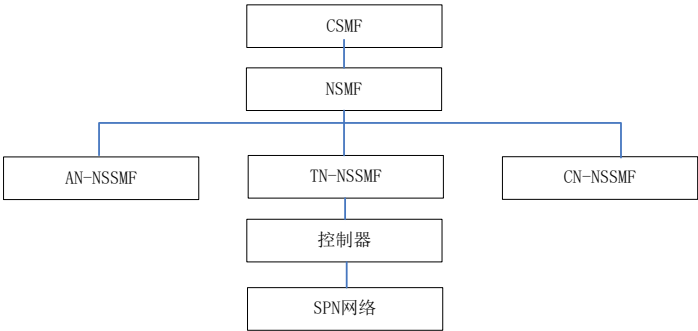 CSMF
NSMF
AN-NSSMF
TN-NSSMF
CN-NSSMF
控制器
SPN网络